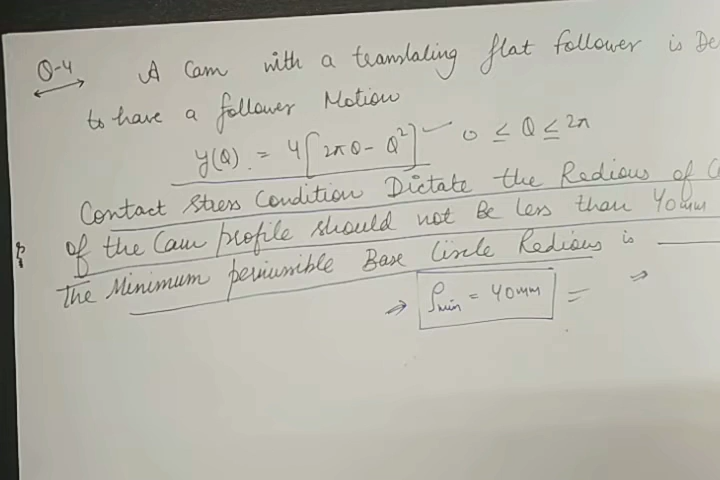 Q-4 A Cam with a translating flat follower is De
to have a follower Motion
y(θ) = 4[2πθ - θ²] 0 ≤ θ ≤ 2π
Contact Stress Condition Dictate the Redious of C
of the Cam profile should not Be less than 40mm
The Minimum permissible Base Circle Redious is
→ ρmin = 40mm = ⇒